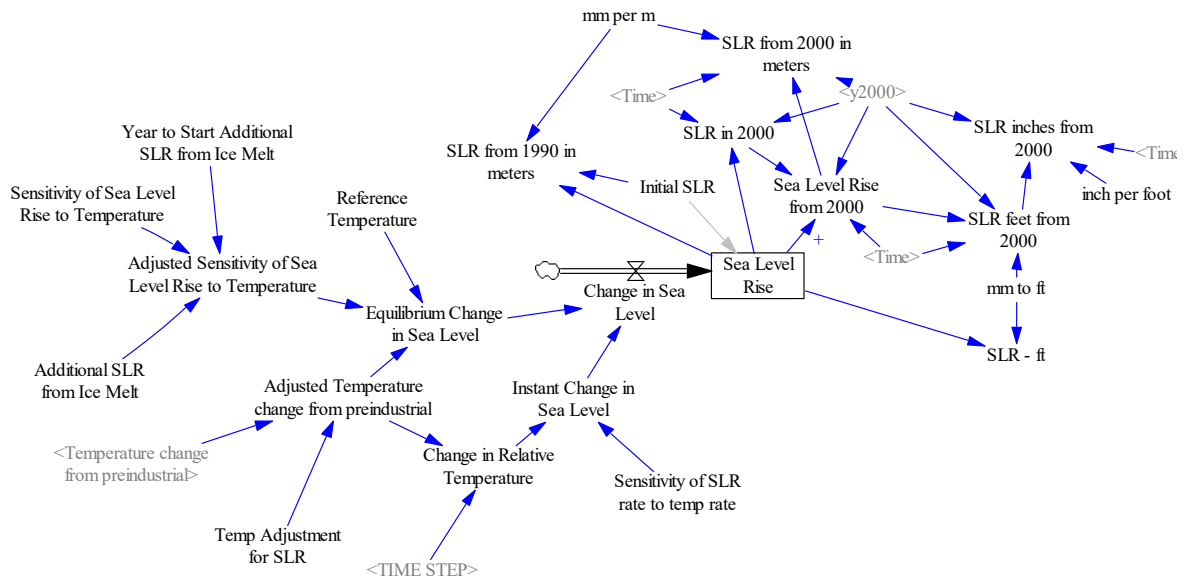 mm per m
SLR from 2000 in
meters
<Time>
<y2000>
Year to Start Additional
SLR from Ice Melt
SLR in 2000
SLR inches from
2000
<Time
SLR from 1990 in
meters
Sensitivity of Sea Level
Rise to Temperature
Reference
Temperature
Initial SLR
Sea Level Rise
from 2000
inch per foot
SLR feet from
2000
+
<Time>
Adjusted Sensitivity of Sea
Level Rise to Temperature
Sea Level
Rise
Change in Sea
Level
mm to ft
Equilibrium Change
in Sea Level
SLR - ft
Additional SLR
from Ice Melt
Adjusted Temperature
change from preindustrial
Instant Change in
Sea Level
<Temperature change
from preindustrial>
Change in Relative
Temperature
Sensitivity of SLR
rate to temp rate
Temp Adjustment
for SLR
<TIME STEP>